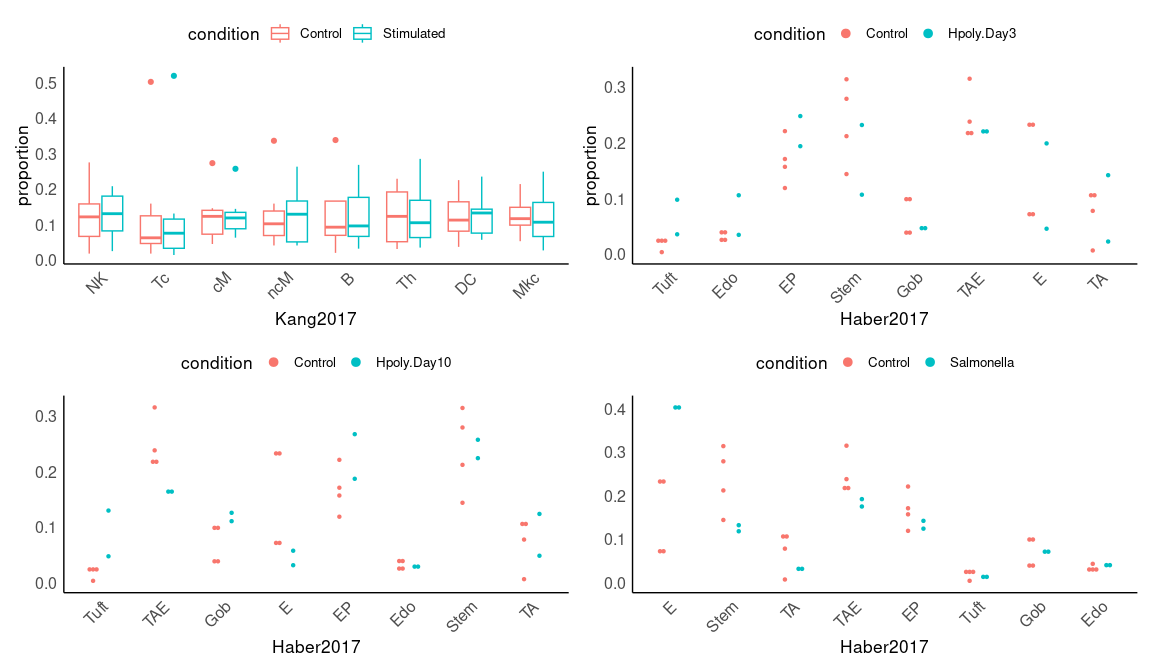 condition Control Stimulated
proportion
0.5
0.4
0.3
0.2
0.1
0.0
NK Tc cM ncM B Th DC Mkc
Kang2017
condition Control Hpoly.Day3
proportion
0.3
0.2
0.1
0.0
Tuft Edo EP Stem Gob TAE E TA
Haber2017
condition Control Hpoly.Day10
0.3
0.2
0.1
0.0
Tuft TAE Gob E EP Edo Stem TA
Haber2017
condition Control Salmonella
0.4
0.3
0.2
0.1
0.0
E Stem TA TAE EP Tuft Gob Edo
Haber2017